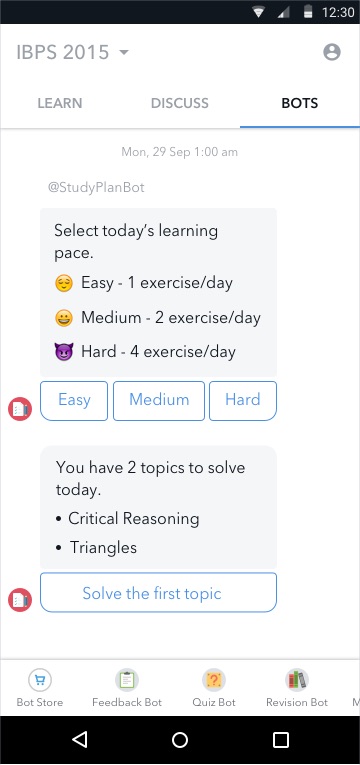 12:30
IBPS 2015
LEARN DISCUSS BOTS
Mon, 29 Sep 1:00 am
@StudyPlanBot
Select today’s learning
pace.
😌 Easy - 1 exercise/day
😀 Medium - 2 exercise/day
😈 Hard - 4 exercise/day
Easy Medium Hard
You have 2 topics to solve
today.
• Critical Reasoning
• Triangles
Solve the first topic
Bot Store Feedback Bot Quiz Bot Revision Bot M